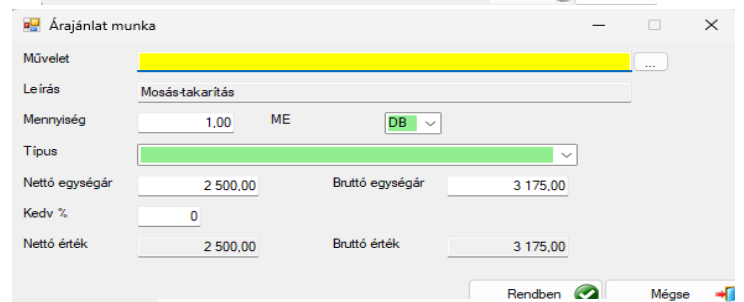 Árajánlat munka
Művelet ...
Leírás Mosás-takarítás
Mennyiség 1,00 ME DB
Típus
Nettó egységár 2 500,00 Bruttó egységár 3 175,00
Kedv % 0
Nettó érték 2 500,00 Bruttó érték 3 175,00
Rendben Mégse